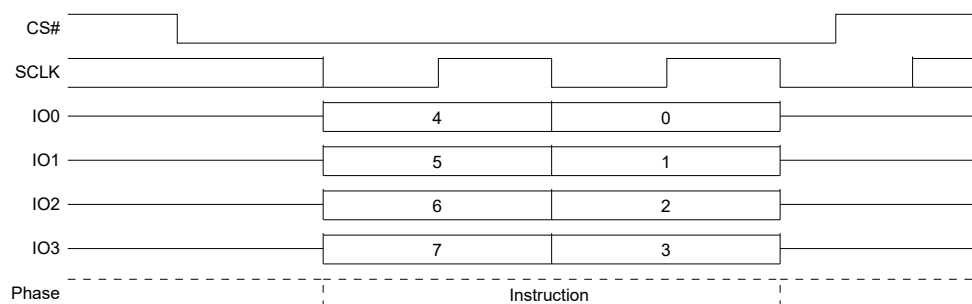 CS#
SCLK
IO0 4 0
IO1 5 1
IO2 6 2
IO3 7 3
Phase Instruction